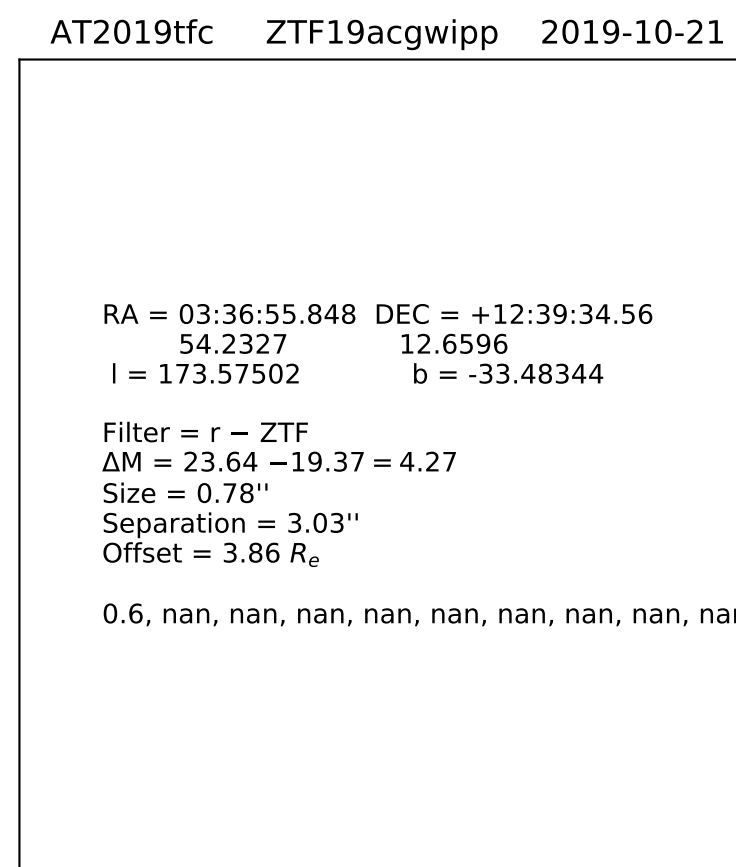 AT2019tfc ZTF19acgwipp 2019-10-21
RA = 03:36:55.848 DEC = +12:39:34.56
54.2327 12.6596
l = 173.57502 b = -33.48344
Filter = r − ZTF
ΔM = 23.64 −19.37 = 4.27
Size = 0.78''
Separation = 3.03''
Offset = 3.86 Re
0.6, nan, nan, nan, nan, nan, nan, nan, nan,